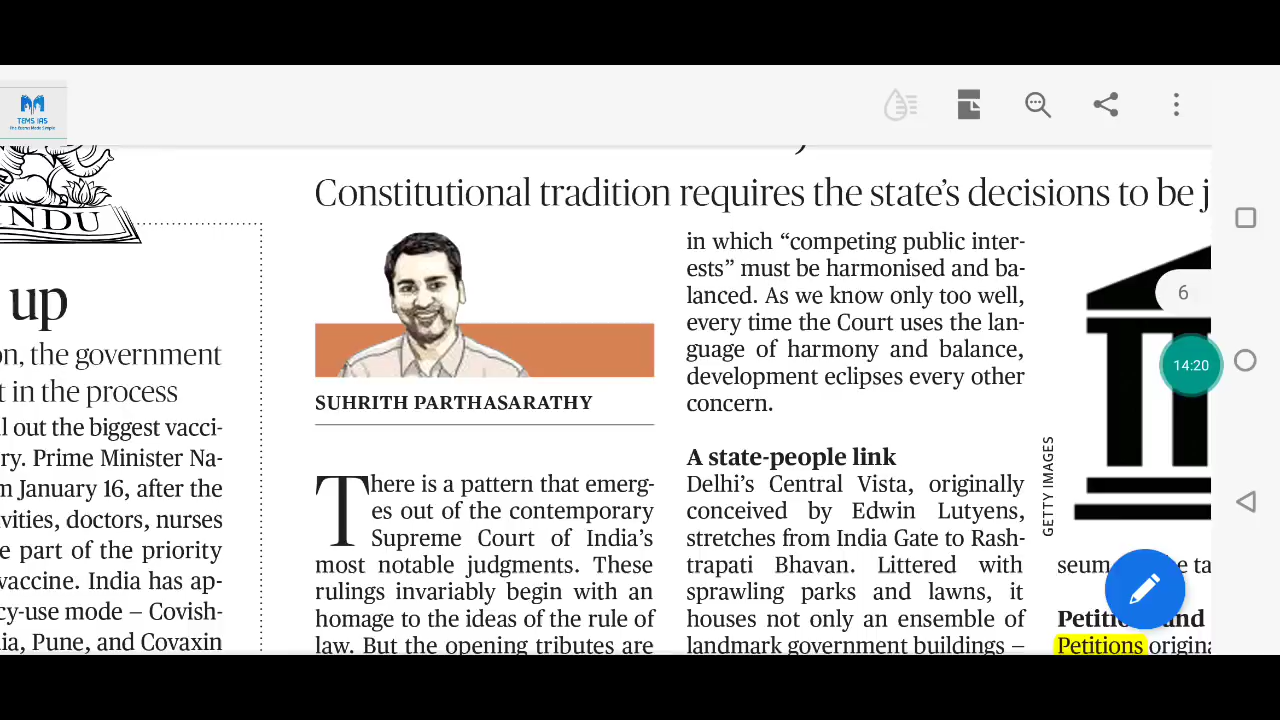 TEMS IAS
6
14:20
INDU
Constitutional tradition requires the state's decisions to be j
up
on, the government
t in the process
l out the biggest vacci-
ry. Prime Minister Na-
m January 16, after the
ivities, doctors, nurses
e part of the priority
vaccine. India has ap-
cy-use mode – Covish-
ia, Pune, and Covaxin
SUHRITH PARTHASARATHY
There is a pattern that emerg-
es out of the contemporary
Supreme Court of India's
most notable judgments. These
rulings invariably begin with an
homage to the ideas of the rule of
law. But the opening tributes are
in which “competing public inter-
ests” must be harmonised and ba-
lanced. As we know only too well,
every time the Court uses the lan-
guage of harmony and balance,
development eclipses every other
concern.
A state-people link
Delhi's Central Vista, originally
conceived by Edwin Lutyens,
stretches from India Gate to Rash-
trapati Bhavan. Littered with
sprawling parks and lawns, it
houses not only an ensemble of
landmark government buildings –
GETTY IMAGES
seum e ta
Petiti nd
Petitions origina